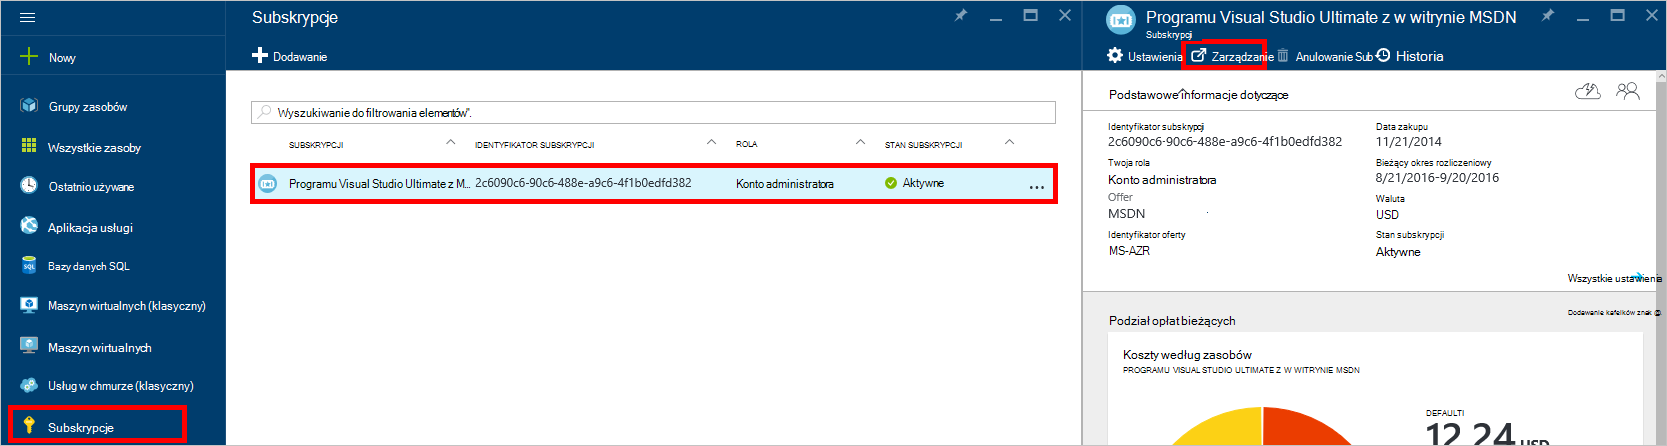 Nowy
Grupy zasobów
Wszystkie zasoby
Ostatnio używane
Aplikacja usługi
Bazy danych SQL
Maszyn wirtualnych (klasyczny)
Maszyn wirtualnych
Usług w chmurze (klasyczny)
Subskrypcje
Subskrypcje
Dodawanie
Wyszukiwanie do filtrowania elementów".
SUBSKRYPCJI IDENTYFIKATOR SUBSKRYPCJI ROLA STAN SUBSKRYPCJI
Programu Visual Studio Ultimate z M... 2c6090c6-90c6-488e-a9c6-4f1b0edfd382 Konto administratora Aktywne ...
Programu Visual Studio Ultimate z w witrynie MSDN
Subskrypcji
Ustawienia Zarządzanie Anulowanie Sub Historia
Podstawowe informacje dotyczące
Identyfikator subskrypcji
2c6090c6-90c6-488e-a9c6-4f1b0edfd382
Twoja rola
Konto administratora
Offer
MSDN
Identyfikator oferty
MS-AZR
Data zakupu
11/21/2014
Bieżący okres rozliczeniowy
8/21/2016-9/20/2016
Waluta
USD
Stan subskrypcji
Aktywne
Wszystkie ustawienia
Dodawanie kafelków znak @.
Podział opłat bieżących
Koszty według zasobów
PROGRAMU VISUAL STUDIO ULTIMATE Z W WITRYNIE MSDN
DEFAULTI
12.24 USD